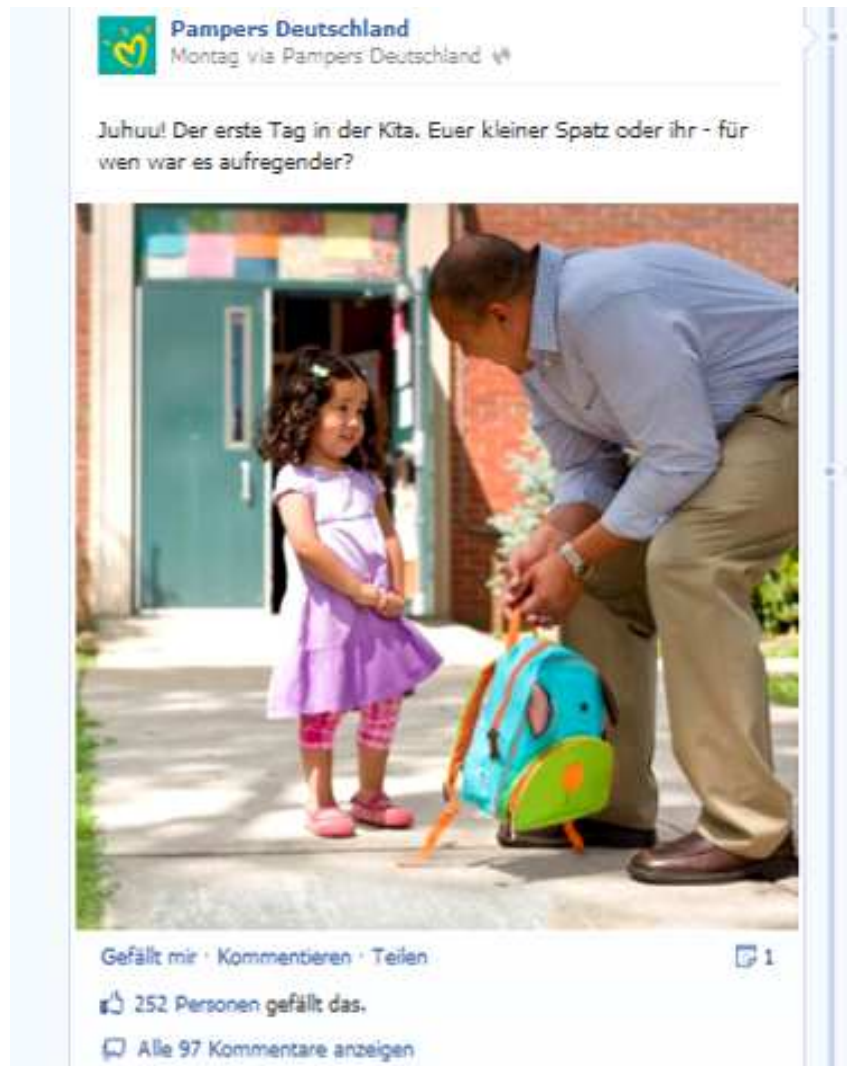 Pampers Deutschland
Montag via Pampers Deutschland
Juhuu! Der erste Tag in der Kita. Euer kleiner Spatz oder ihr - für
wen war es aufregender?
Gefällt mir · Kommentieren · Teilen 1
252 Personen gefällt das.
Alle 97 Kommentare anzeigen